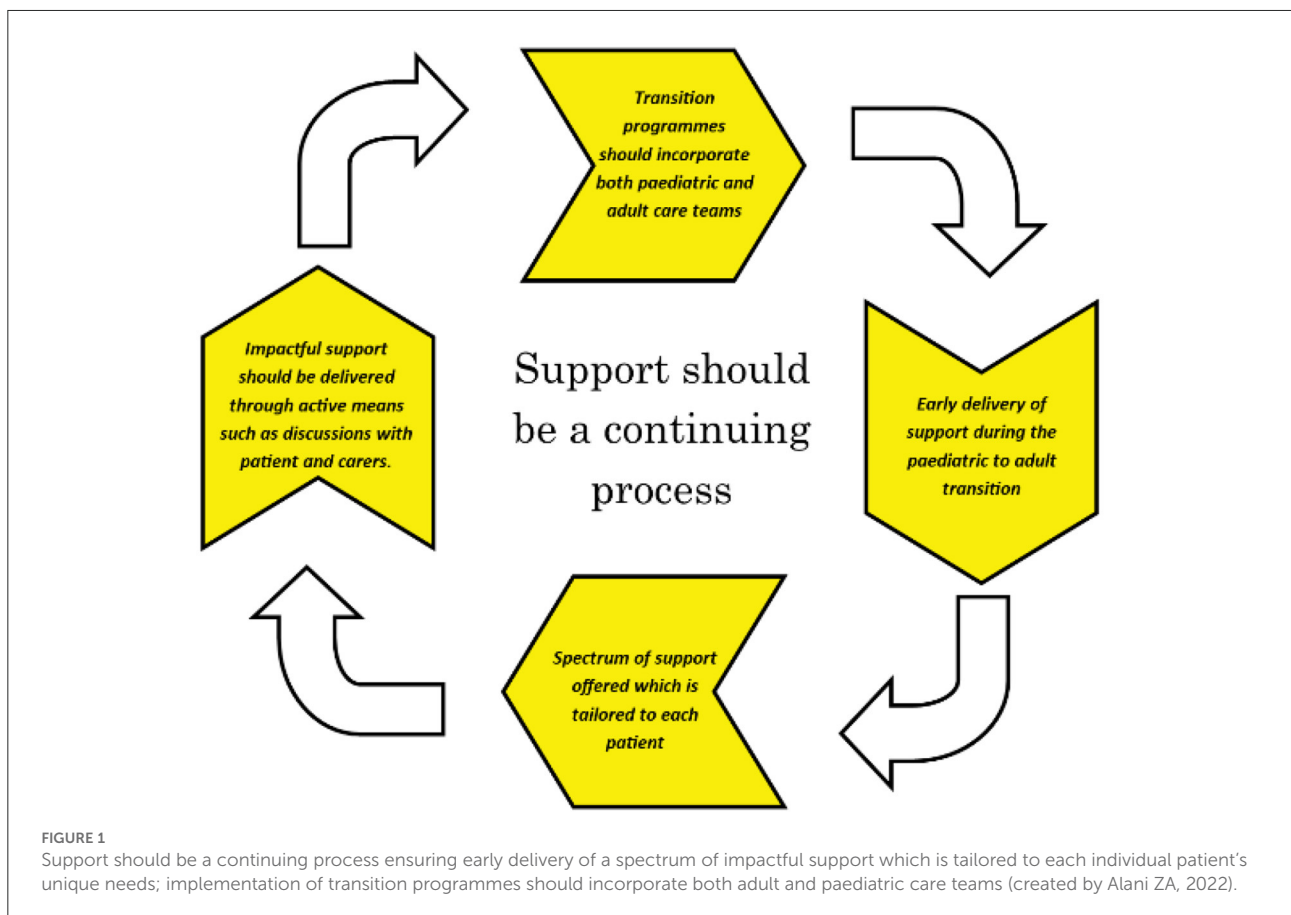 Transition
programmes
should incorporate
both paediatric and
adult care teams
Impactful support
should be delivered
through active means
such as discussions with
patient and carers.
Support should
be a continuing
process
Early delivery of
support during the
paediatric to adult
transition
Spectrum of support
offered which is
tailored to each
patient
FIGURE 1
Support should be a continuing process ensuring early delivery of a spectrum of impactful support which is tailored to each individual patient's
unique needs; implementation of transition programmes should incorporate both adult and paediatric care teams (created by Alani ZA, 2022).